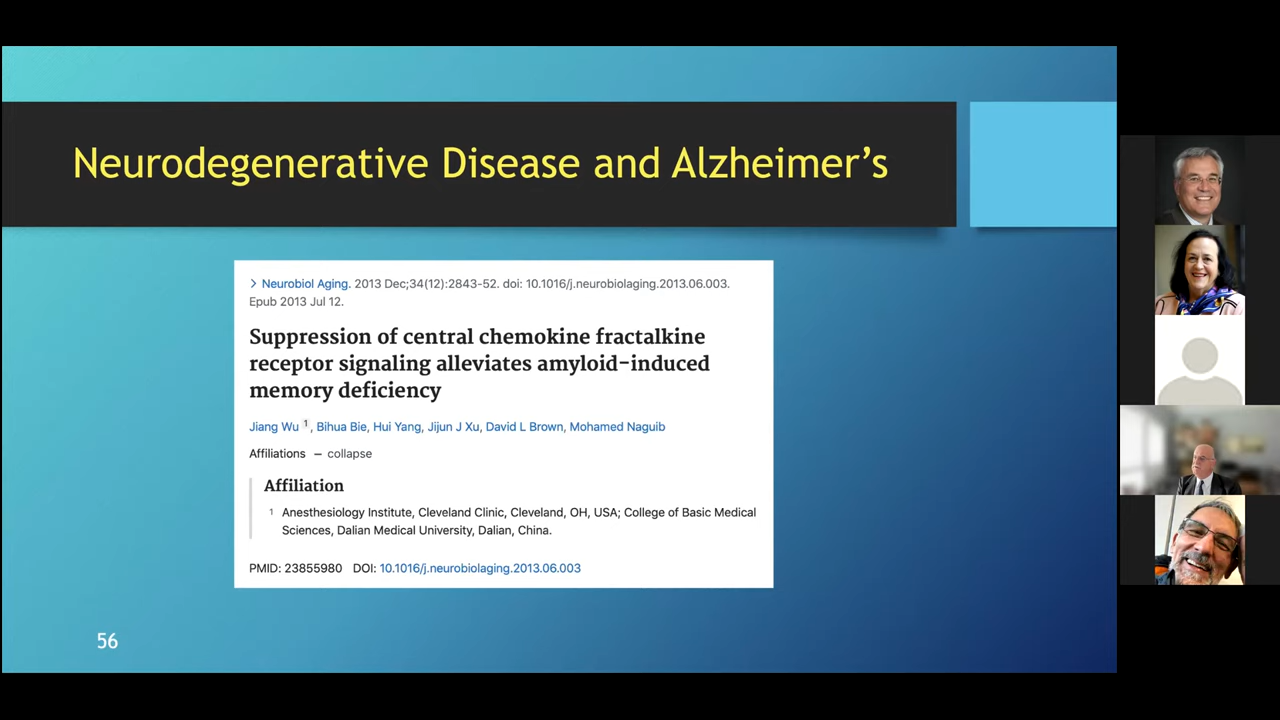 Neurodegenerative Disease and Alzheimer’s
> Neurobiol Aging. 2013 Dec;34(12):2843-52. doi: 10.1016/j.neurobiolaging.2013.06.003.
Epub 2013 Jul 12.
Suppression of central chemokine fractalkine
receptor signaling alleviates amyloid-induced
memory deficiency
Jiang Wu 1, Bihua Bie, Hui Yang, Jijun J Xu, David L Brown, Mohamed Naguib
Affiliations – collapse
Affiliation
1 Anesthesiology Institute, Cleveland Clinic, Cleveland, OH, USA; College of Basic Medical
Sciences, Dalian Medical University, Dalian, China.
PMID: 23855980 DOI: 10.1016/j.neurobiolaging.2013.06.003
56